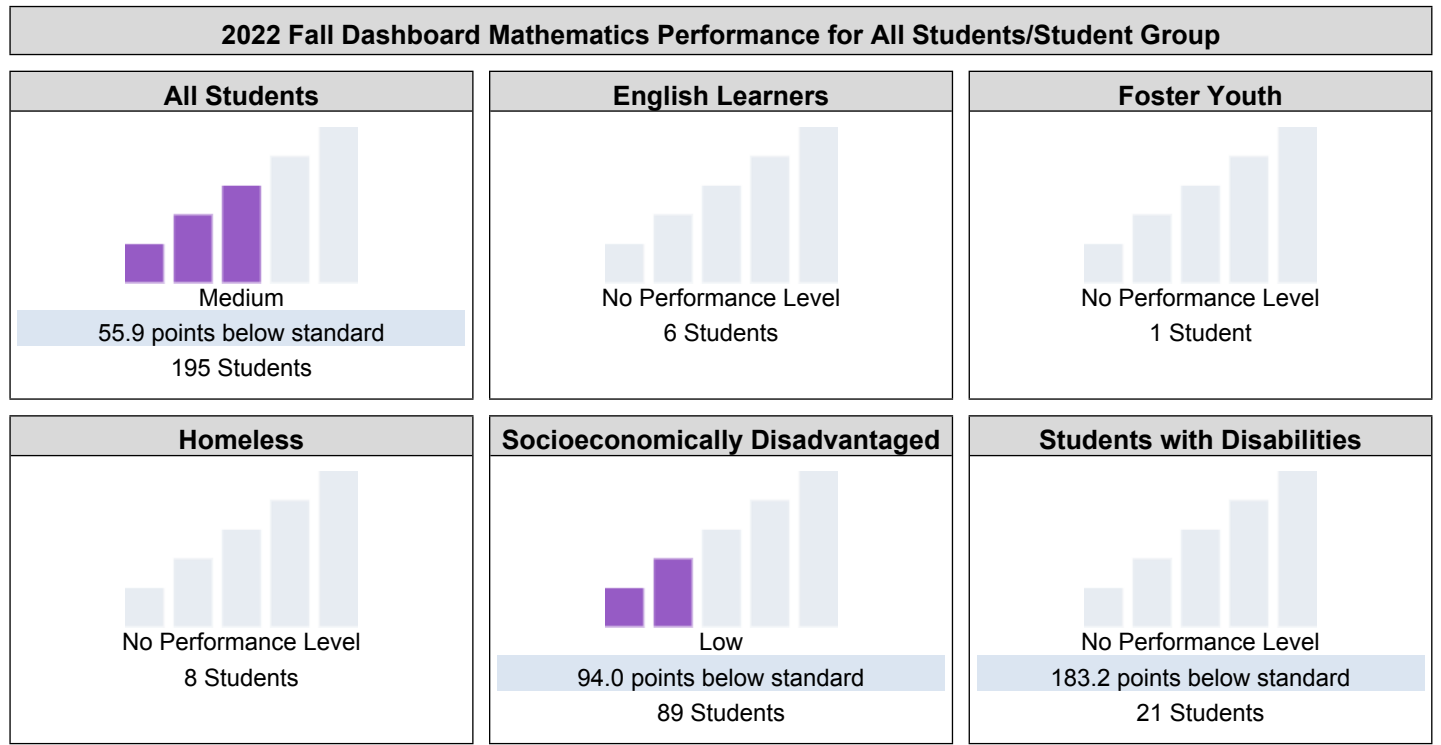 2022 Fall Dashboard Mathematics Performance for All Students/Student Group
All Students
Medium
55.9 points below standard
195 Students
English Learners
No Performance Level
6 Students
Foster Youth
No Performance Level
1 Student
Homeless
No Performance Level
8 Students
Socioeconomically Disadvantaged
Low
94.0 points below standard
89 Students
Students with Disabilities
No Performance Level
183.2 points below standard
21 Students